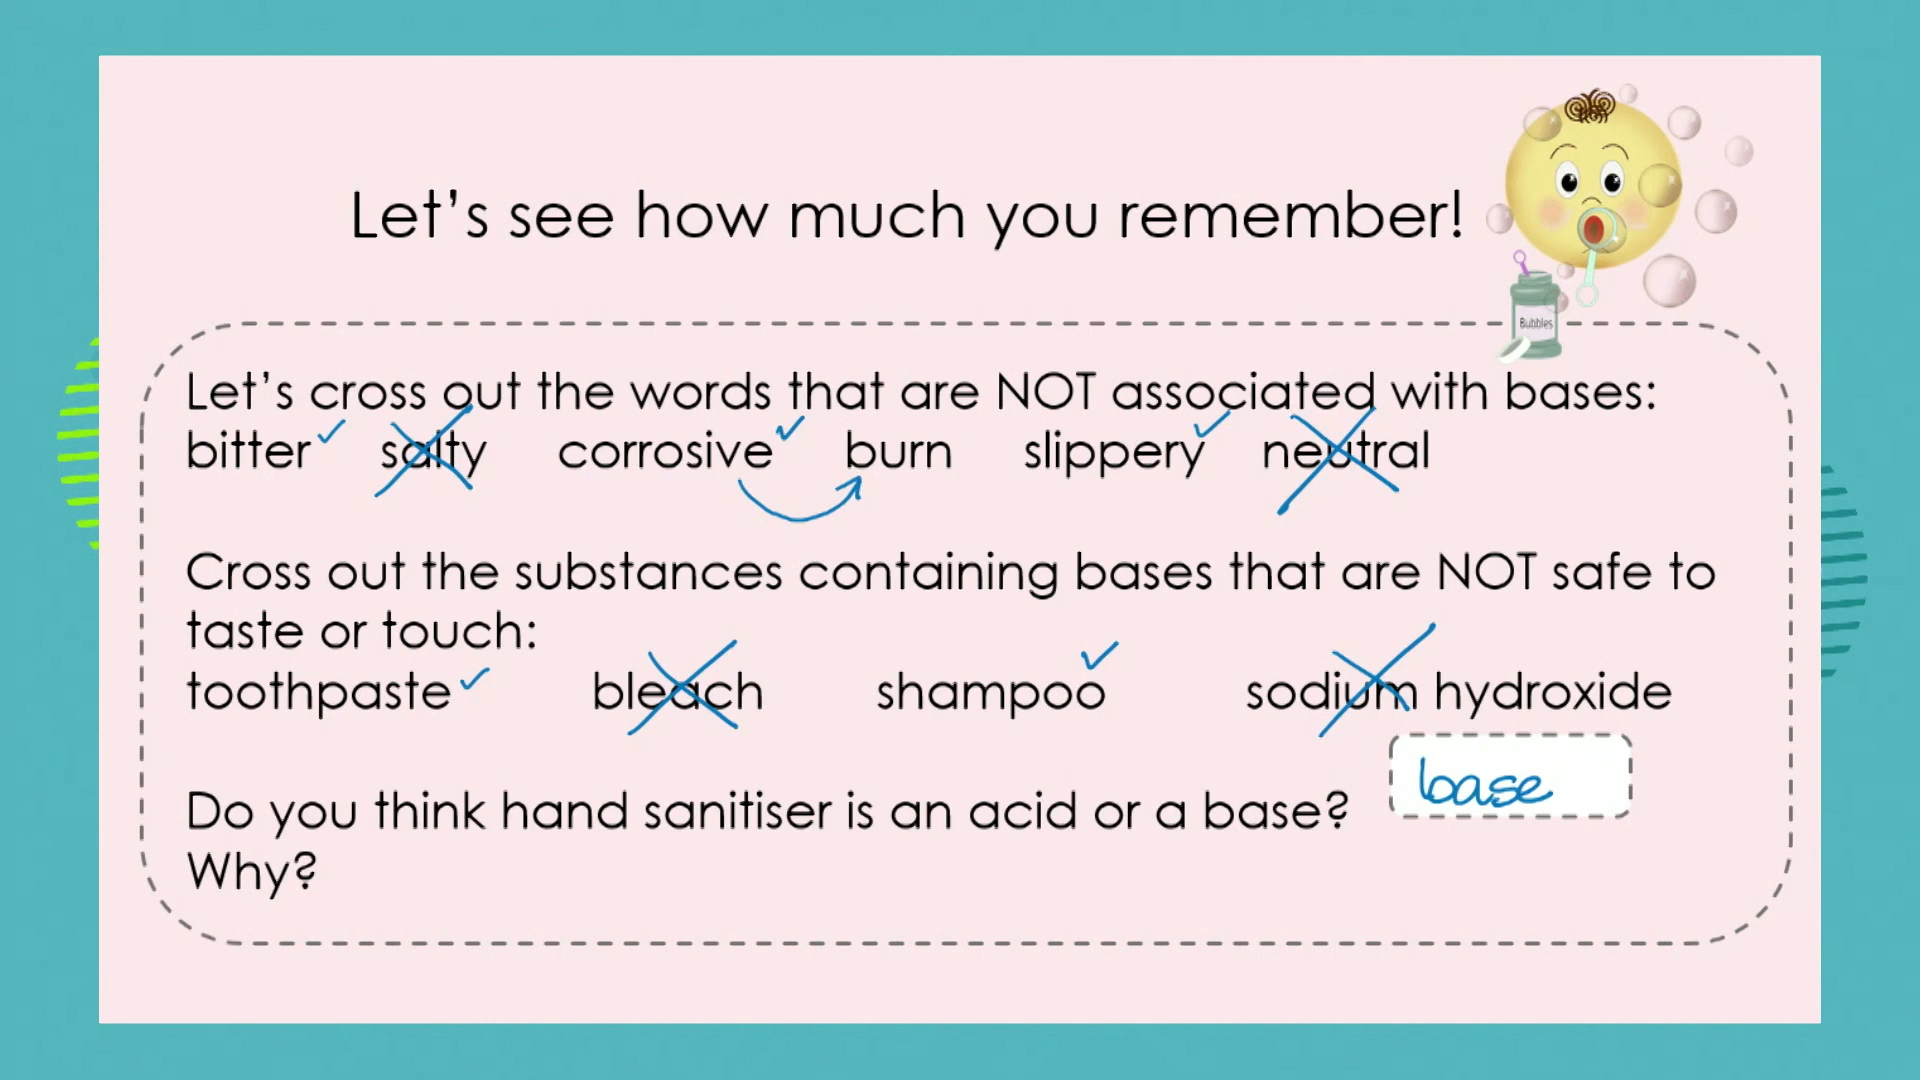 Let's see how much you remember!
Bubbles
Let's cross out the words that are NOT associated with bases:
bitter salty corrosive burn slippery neutral
Cross out the substances containing bases that are NOT safe to
taste or touch:
toothpaste bleach shampoo sodium hydroxide
base
Do you think hand sanitiser is an acid or a base?
Why?